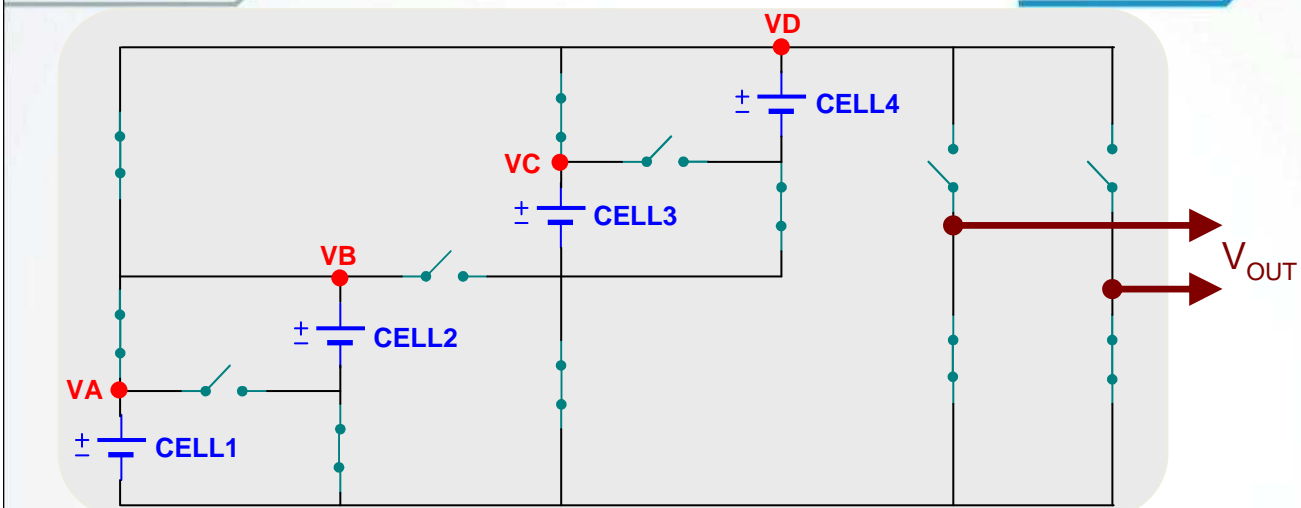 VD
± CELL4
VC
± CELL3
VB
VOUT
± CELL2
VA
± CELL1